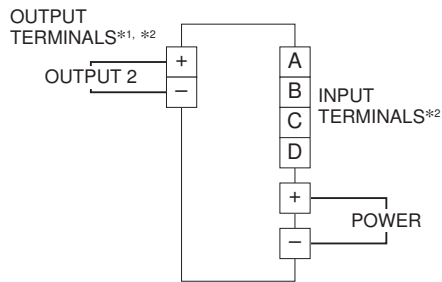 OUTPUT
TERMINALS*1, *2
+
OUTPUT 2
−
A
B
C
D
INPUT
TERMINALS*2
+
POWER
−